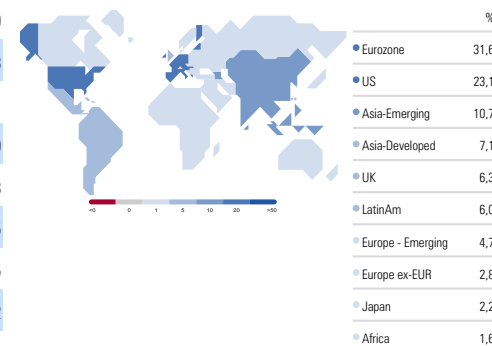 %
Eurozone 31,6
US 23,1
Asia-Emerging 10,7
Asia-Developed 7,1
UK 6,3
LatinAm 6,0
Europe - Emerging 4,7
Europe ex-EUR 2,8
Japan 2,2
Africa 1,6
<0 0 1 5 10 20 >50